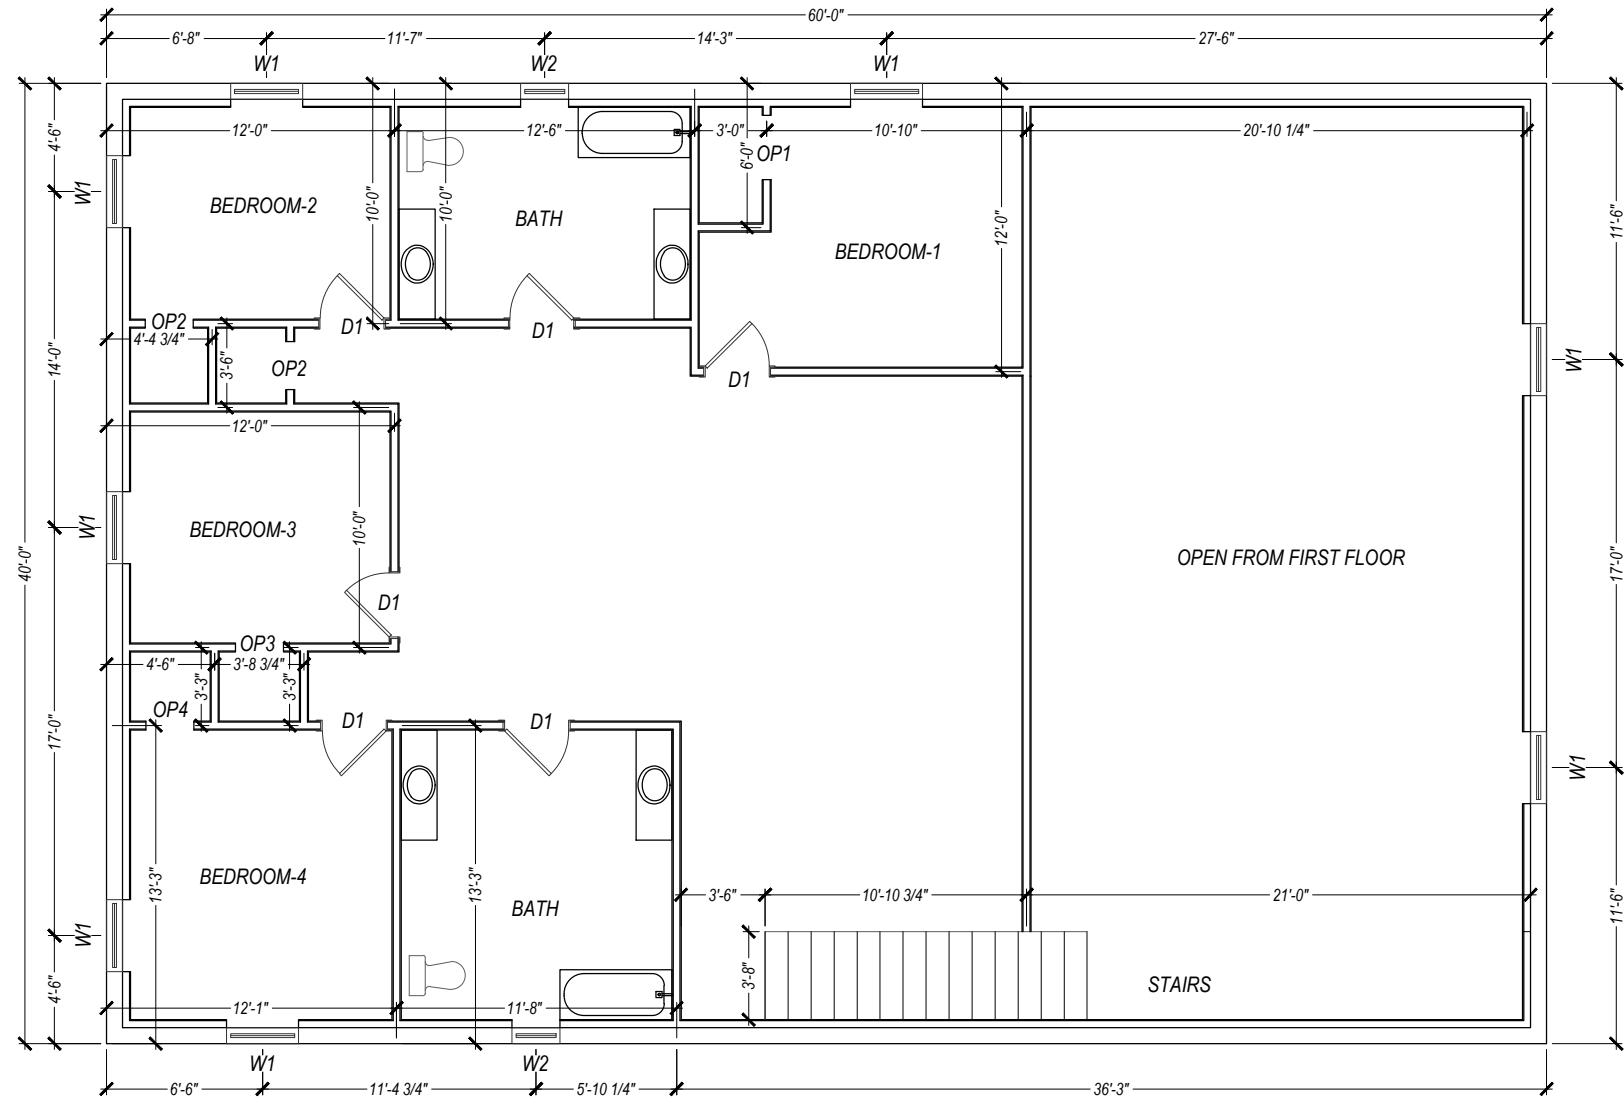 60'-0"
6'-8" 11'-7" 14'-3" 27'-6"
W1 W2 W1
12'-0" 12'-6" 3'-0" 10'-10" 20'-10 1/4"
4'-6"
6'-0"
OP1
W1
10'-0"
10'-0"
BEDROOM-2
BATH
11'-6"
12'-0"
BEDROOM-1
OP2 D1 D1
4'-4 3/4"
14'-0"
3'-6"
OP2
D1
W1
12'-0"
W1
BEDROOM-3
10'-0"
OPEN FROM FIRST FLOOR
40'-0"
17'-0"
D1
OP3
4'-6" 3'-8 3/4"
3'-3"
3'-3"
OP4 D1 D1
17'-0"
W1
BEDROOM-4
13'-3"
13'-3"
3'-6" 10'-10 3/4" 21'-0"
BATH
11'-6"
W1
3'-8"
STAIRS
4'-6"
12'-1" 11'-8"
W1 W2
6'-6" 11'-4 3/4" 5'-10 1/4" 36'-3"